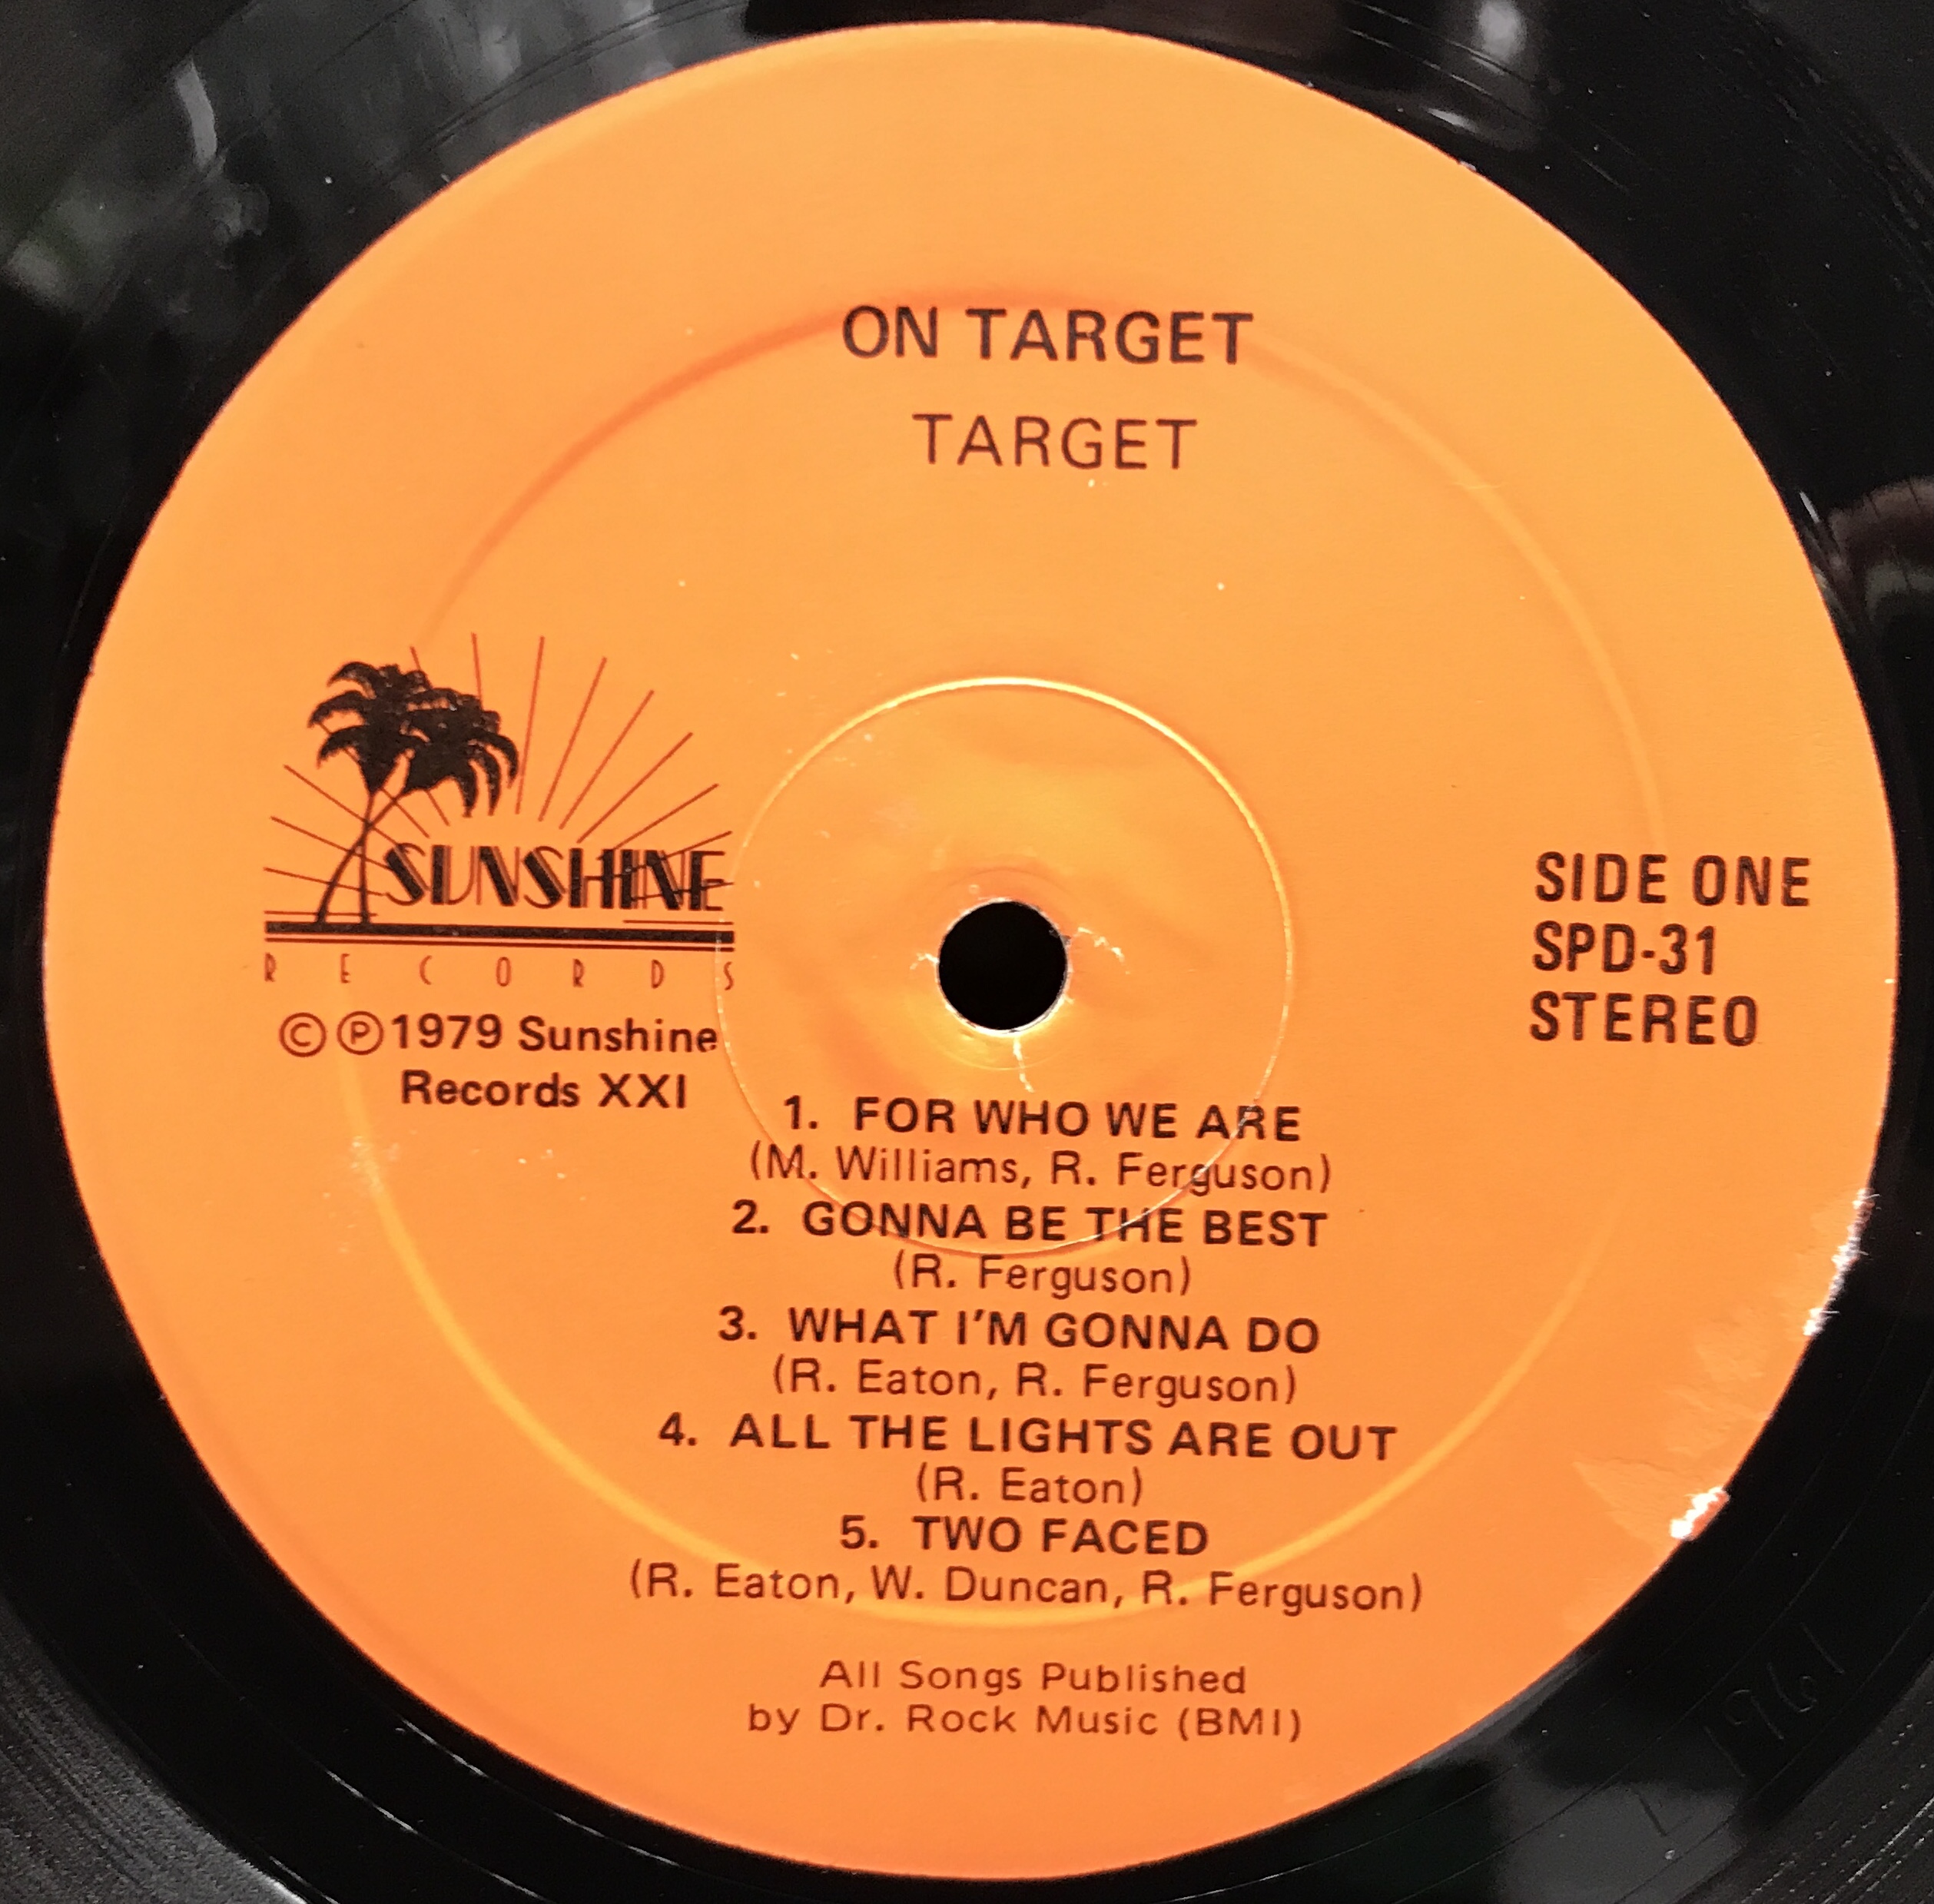 ON TARGET
TARGET
SUNSHINE
RECORDS
©℗1979 Sunshine
Records XXI
SIDE ONE
SPD-31
STEREO
1. FOR WHO WE ARE
(M. Williams, R. Ferguson)
2. GONNA BE THE BEST
(R. Ferguson)
3. WHAT I'M GONNA DO
(R. Eaton, R. Ferguson)
4. ALL THE LIGHTS ARE OUT
(R. Eaton)
5. TWO FACED
(R. Eaton, W. Duncan, R. Ferguson)
All Songs Published
by Dr. Rock Music (BMI)